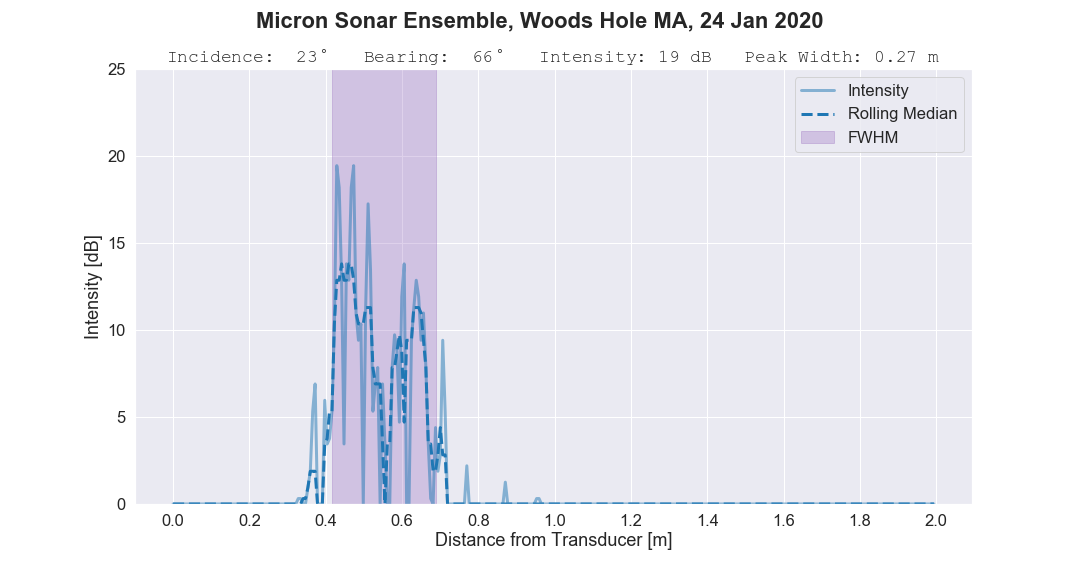 Micron Sonar Ensemble, Woods Hole MA, 24 Jan 2020
Incidence:  23˚   Bearing:  66˚   Intensity: 19 dB   Peak Width: 0.27 m
Intensity
Rolling Median
FWHM
Intensity [dB]
25
20
15
10
5
0
0.0 0.2 0.4 0.6 0.8 1.0 1.2 1.4 1.6 1.8 2.0
Distance from Transducer [m]